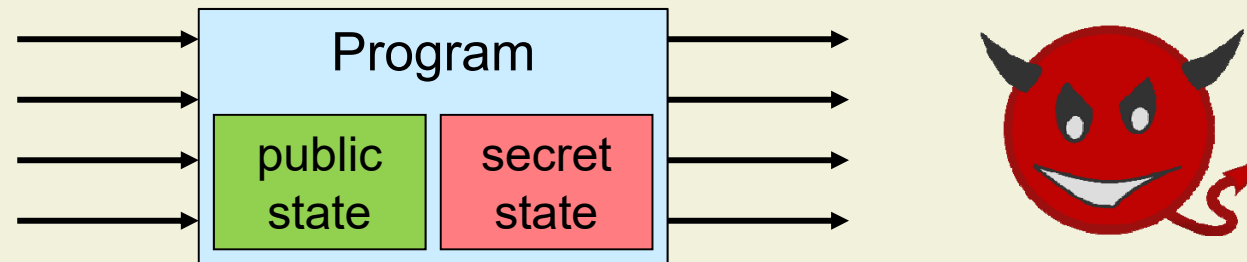 Program
public
state
secret
state